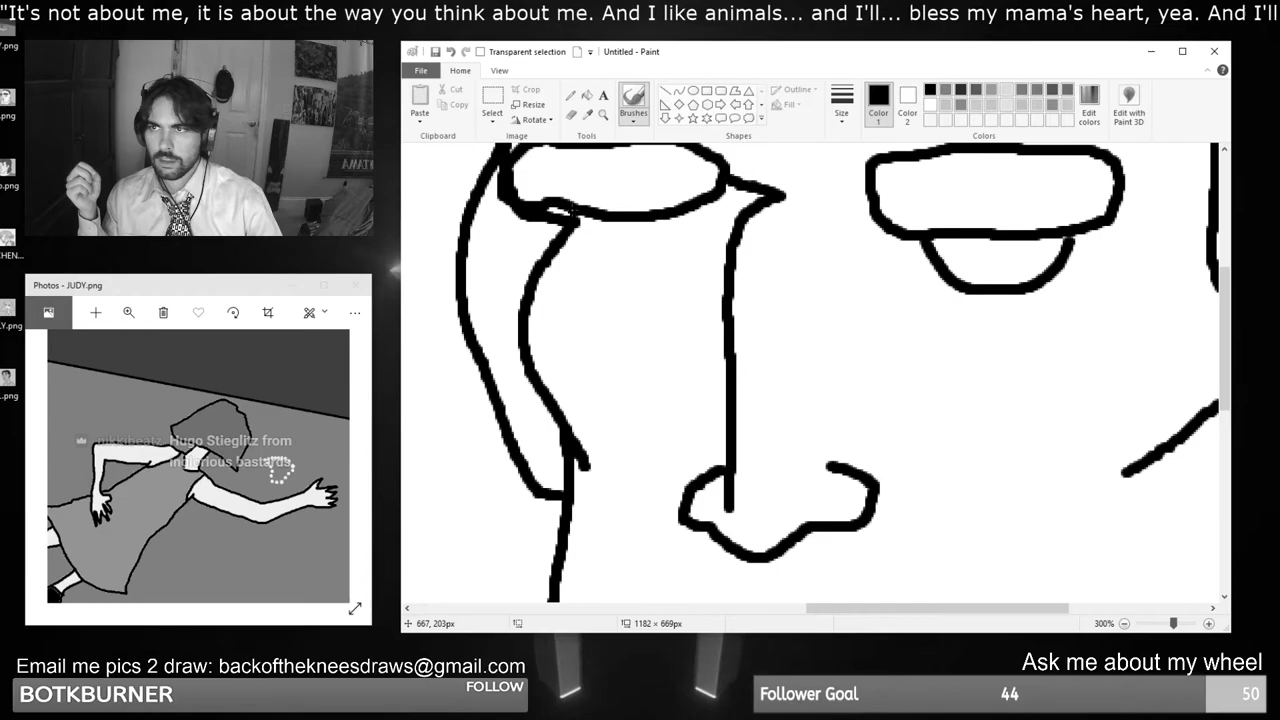 "It's not about me, it is about the way you think about me. And I like animals... and I'll... bless my mama's heart, yea. And I'll
Transparent selection
Untitled - Paint
File
Home
View
Cut
Copy
Paste
Clipboard
Select
Crop
Resize
Rotate
Image
Tools
Brushes
Shapes
Outline
Fill
Size
Color 1
Color 2
Colors
Edit colors
Edit with Paint 3D
.png
.png
.png
Photos - JUDY.png
nikkibeatz Hugo Stieglitz from
inglorious bastards
667, 203px
1182 × 669px
300%
Email me pics 2 draw: backofthekneesdraws@gmail.com
Ask me about my wheel
BOTKBURNER
FOLLOW
Follower Goal
44
50